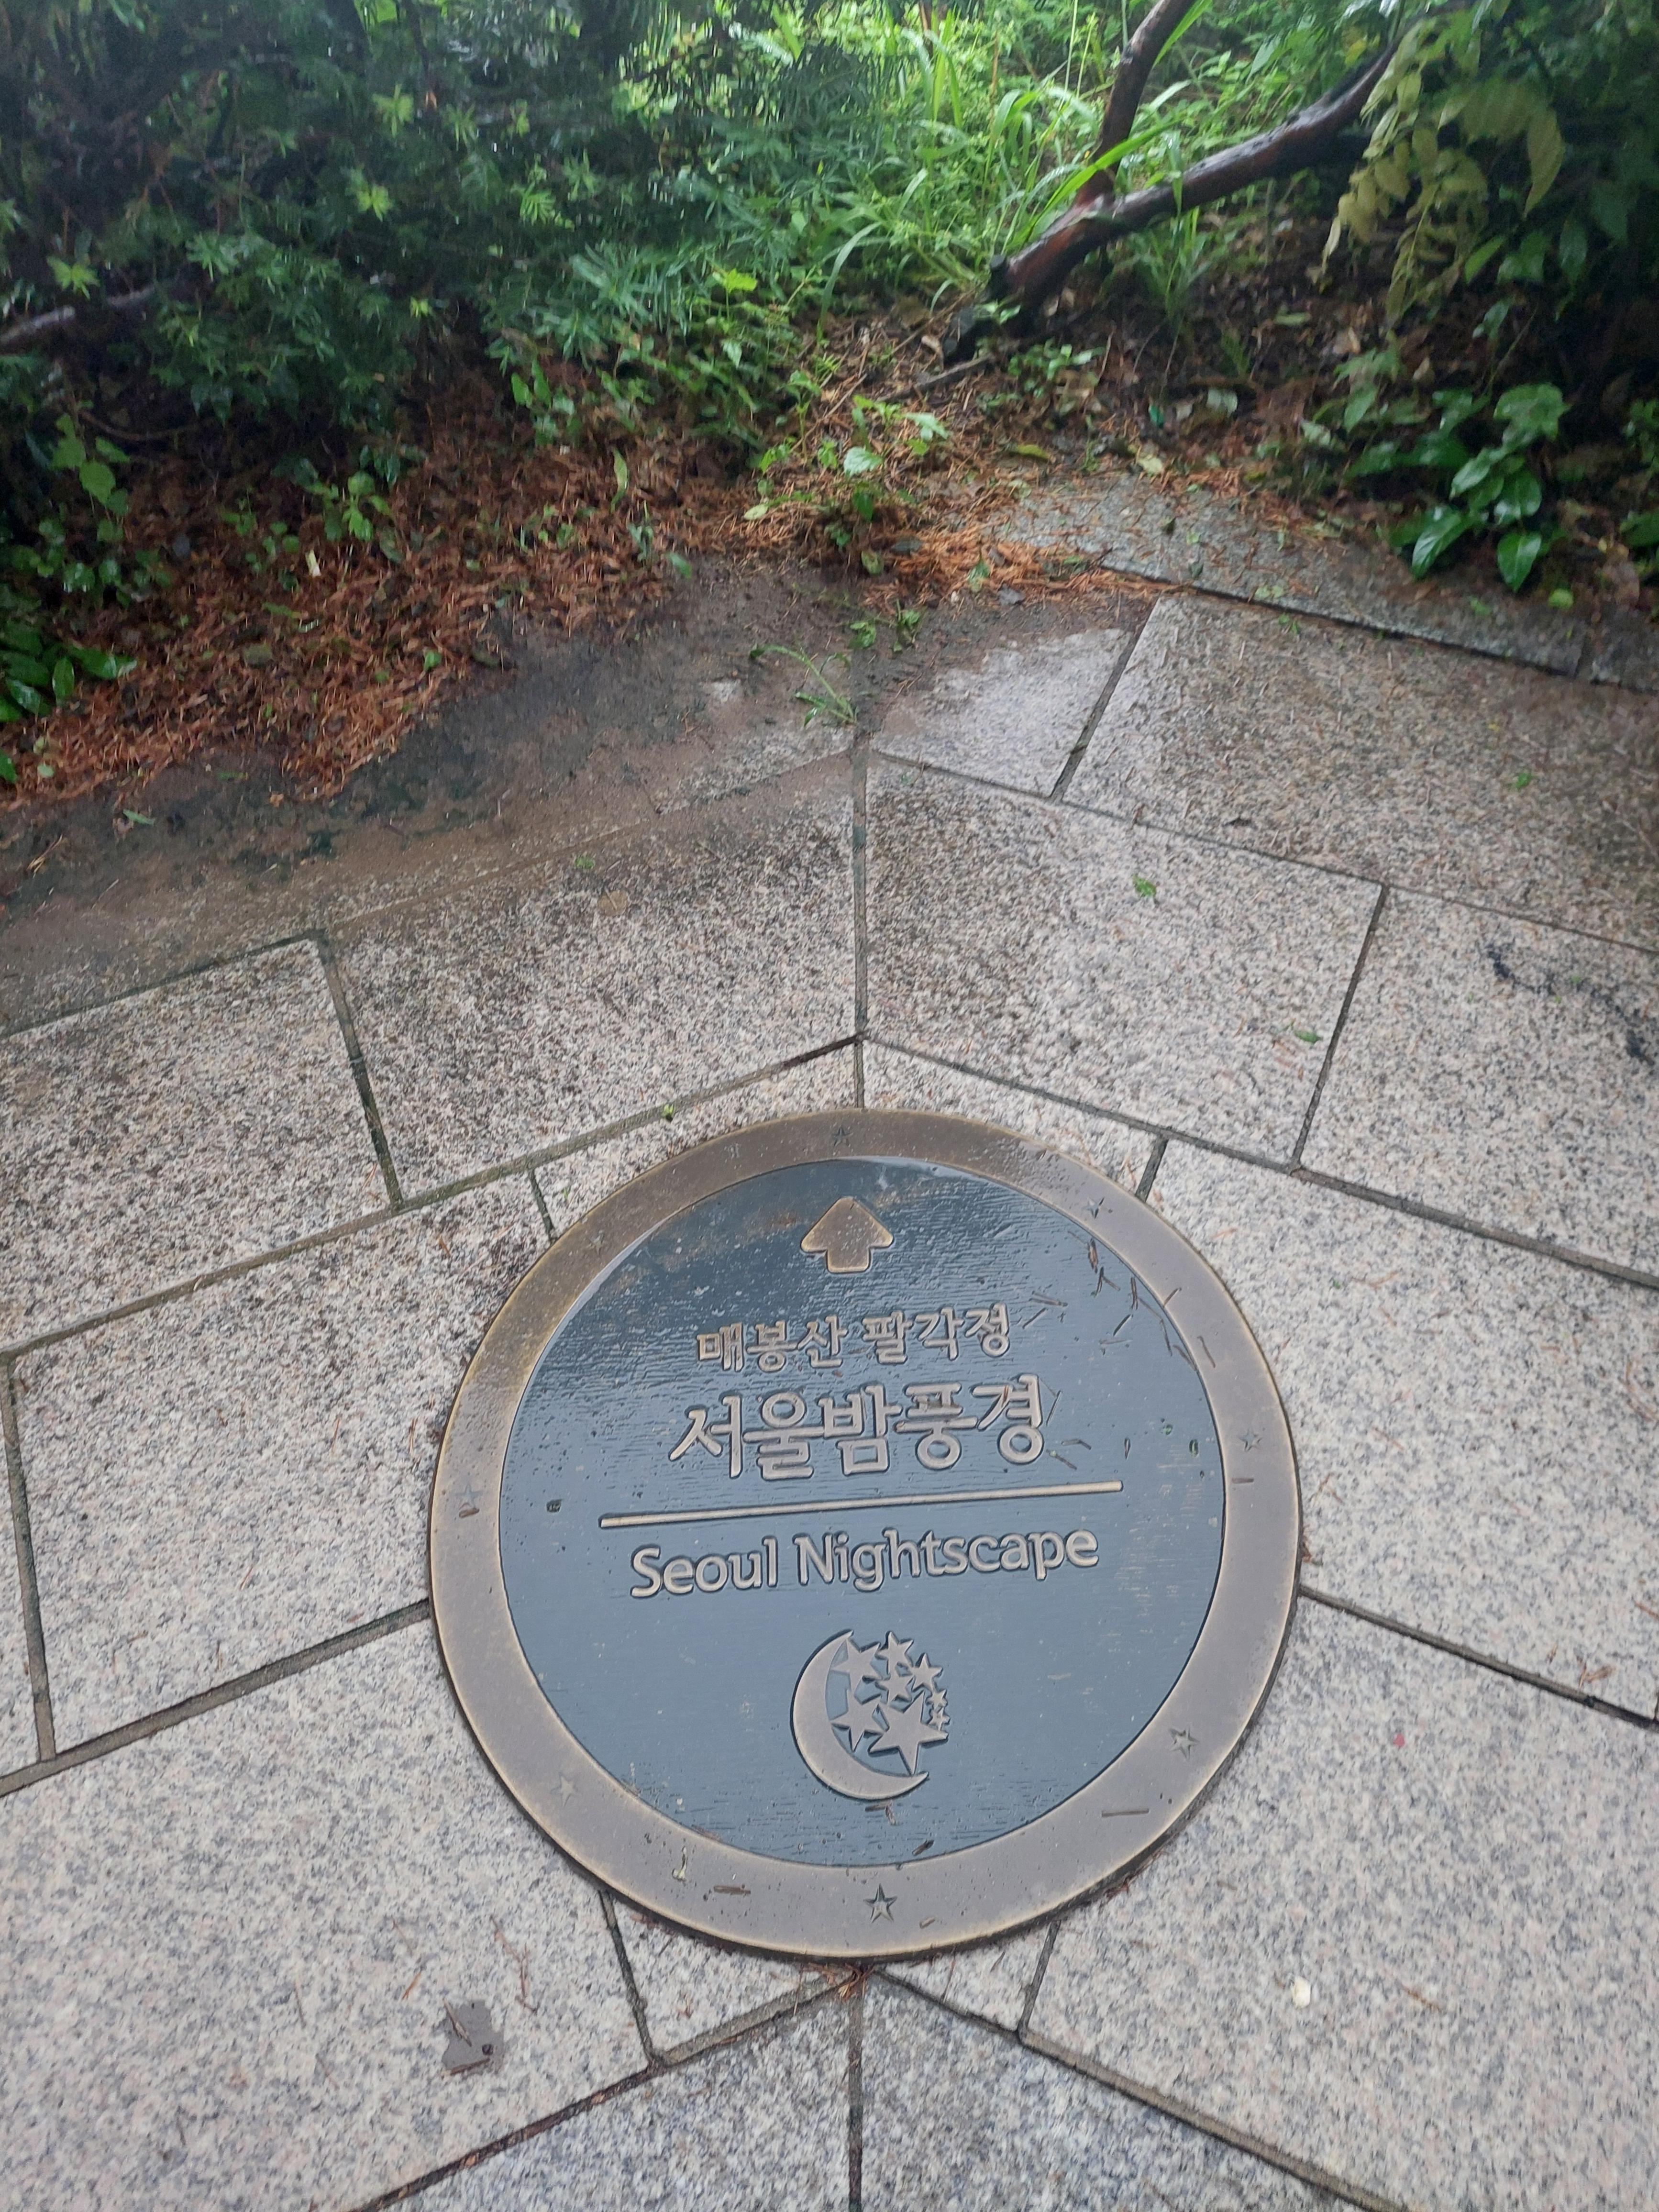 매봉산 팔각정
서울밤풍경
Seoul Nightscape